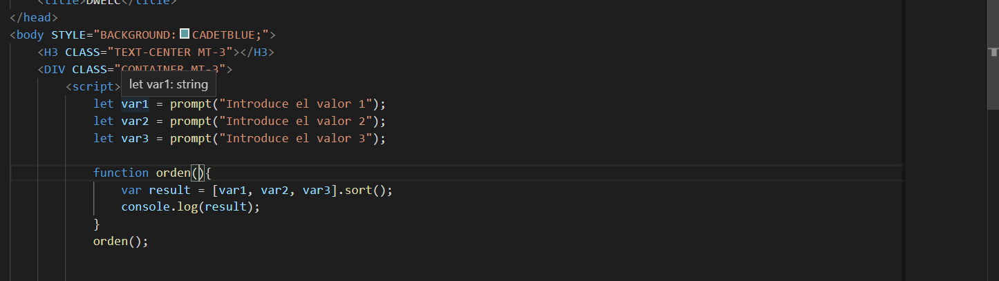 <title>DWELC</title>
</head>
<body STYLE="BACKGROUND: CADETBLUE;">
<H3 CLASS="TEXT-CENTER MT-3"></H3>
<DIV CLASS="CONTAINER MT-3">
<script>
let var1: string
let var1 = prompt("Introduce el valor 1");
let var2 = prompt("Introduce el valor 2");
let var3 = prompt("Introduce el valor 3");
function orden(){
var result = [var1, var2, var3].sort();
console.log(result);
}
orden();